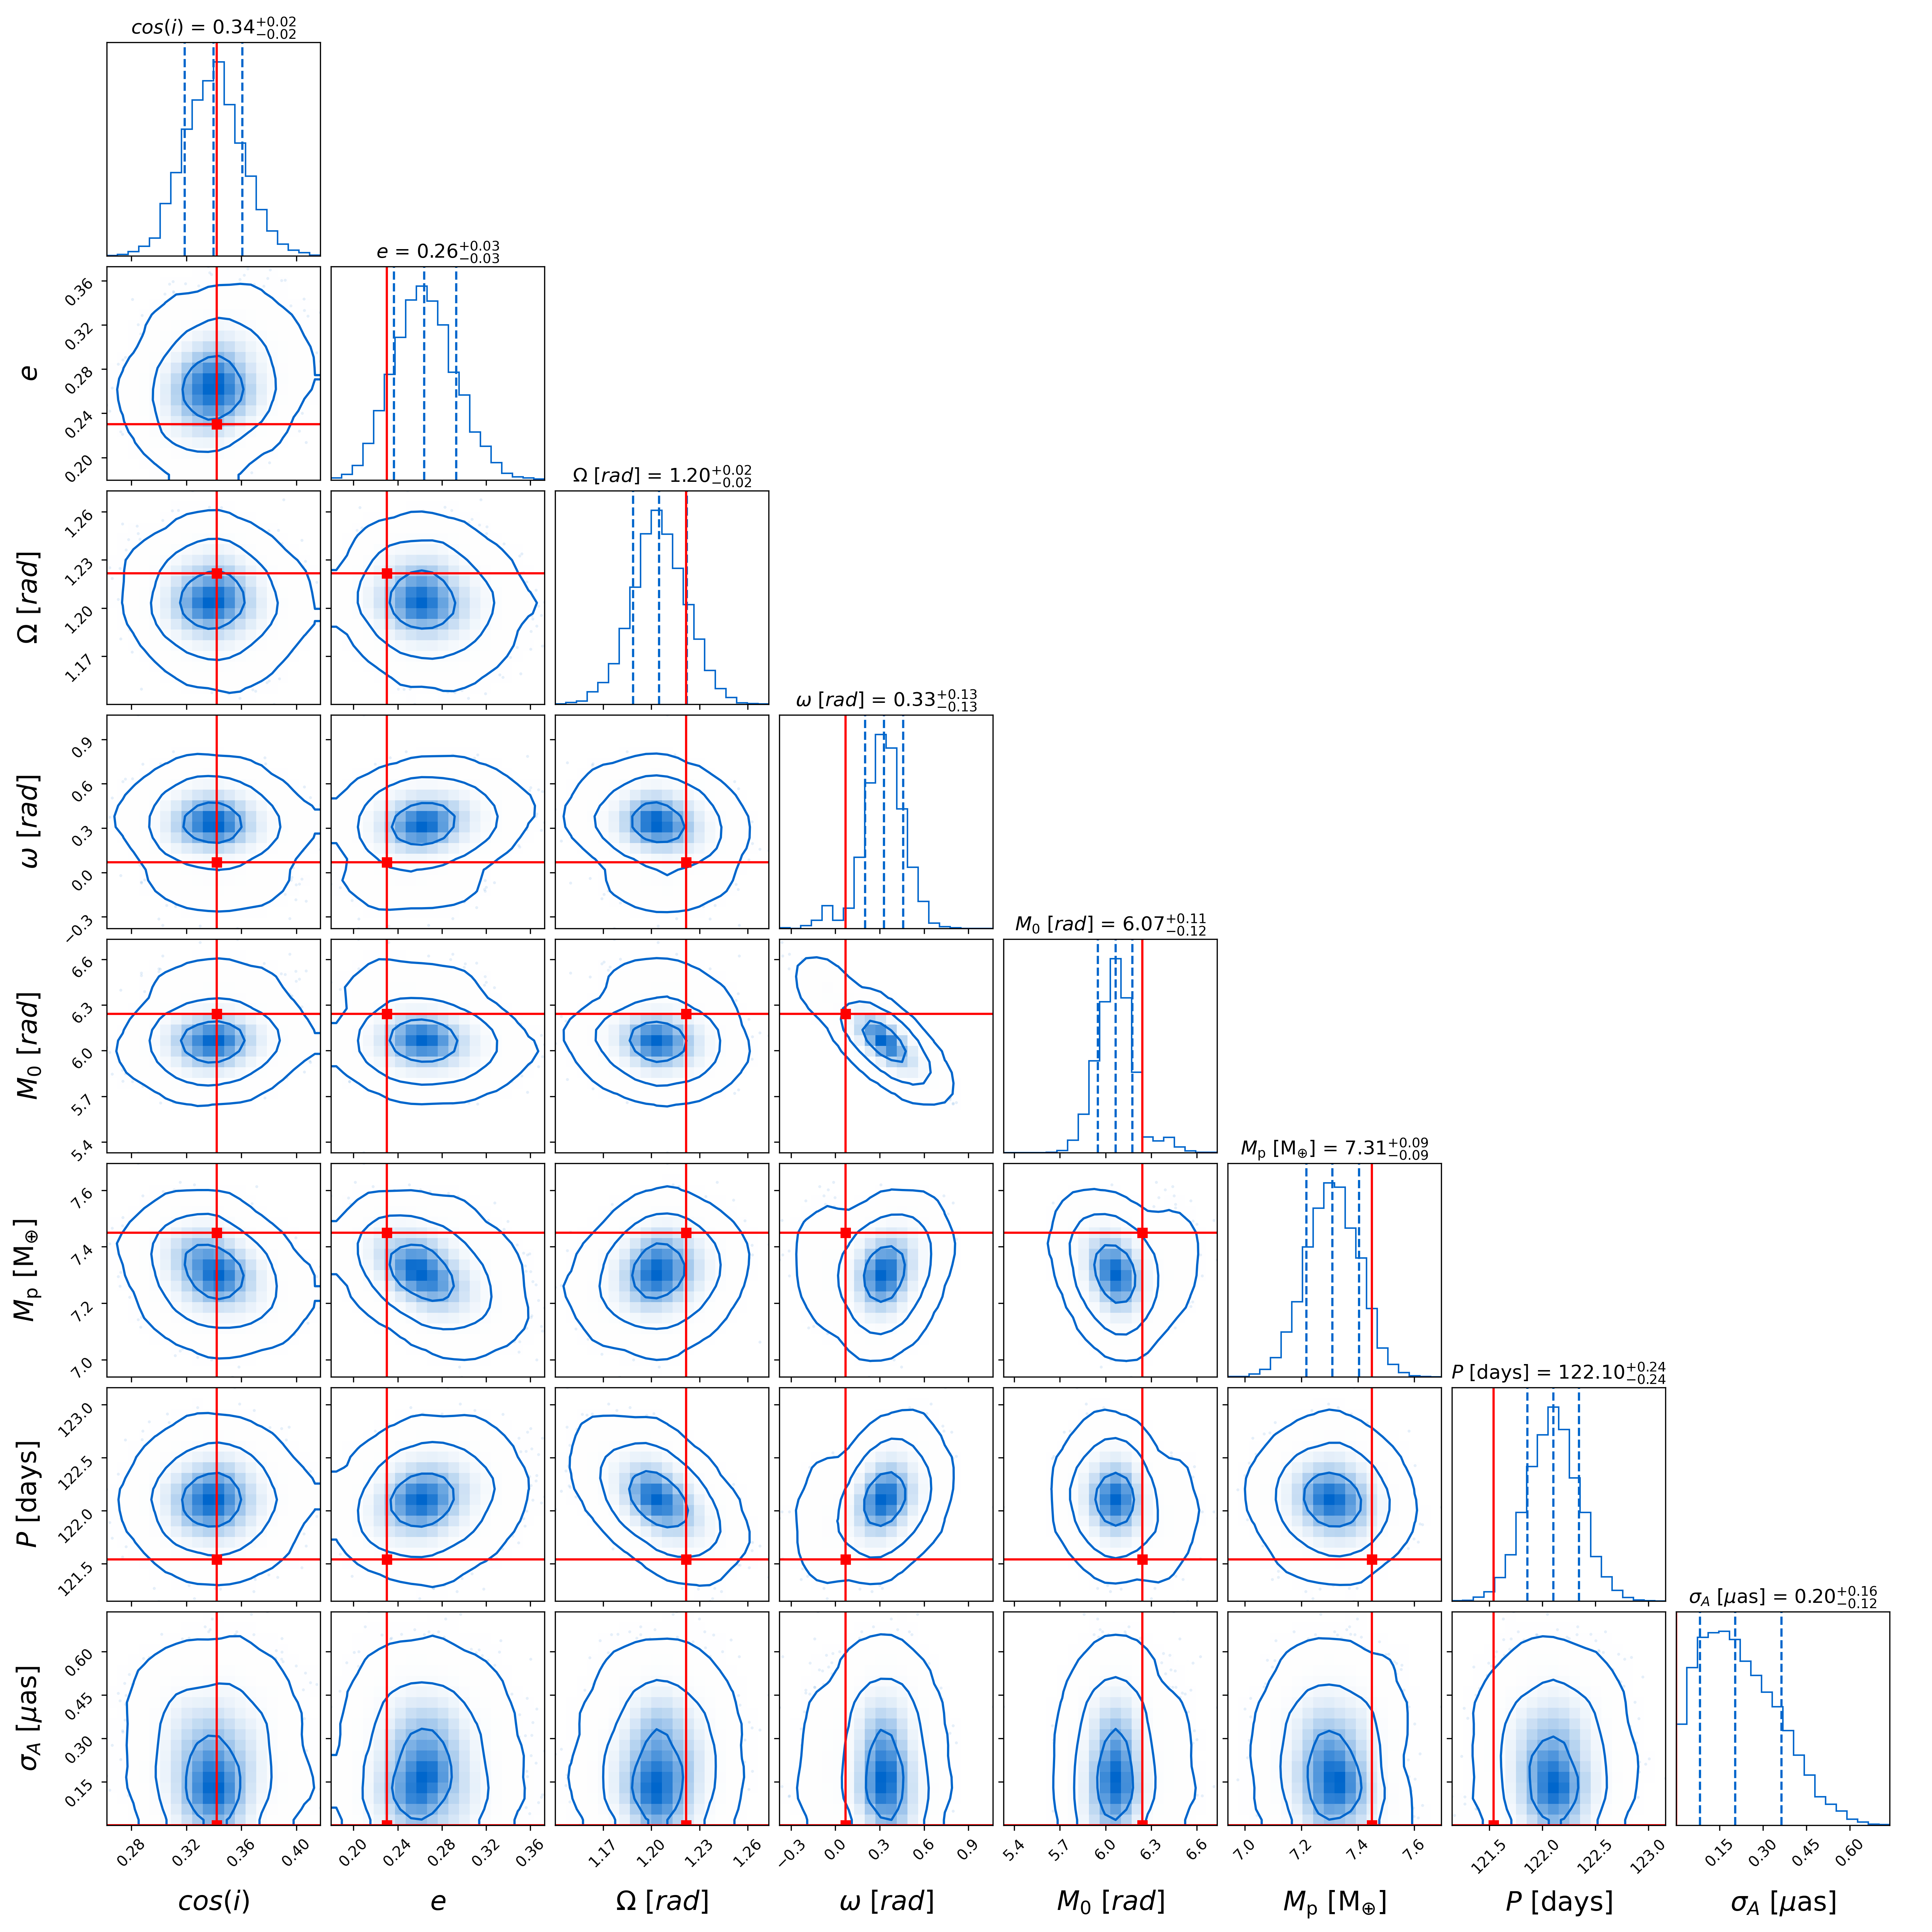 cos(i) = 0.34+0.02−0.02
e = 0.26+0.03−0.03
0.36
0.32
0.28
0.24
0.20
e
Ω [rad] = 1.20+0.02−0.02
1.26
1.23
1.20
1.17
Ω [rad]
ω [rad] = 0.33+0.13−0.13
0.9
0.6
0.3
0.0
−0.3
ω [rad]
M0 [rad] = 6.07+0.11−0.12
6.6
6.3
6.0
5.7
5.4
M0 [rad]
Mp [M⊕] = 7.31+0.09−0.09
7.6
7.4
7.2
7.0
Mp [M⊕]
P [days] = 122.10+0.24−0.24
123.0
122.5
122.0
121.5
P [days]
σA [μas] = 0.20+0.16−0.12
0.60
0.45
0.30
0.15
σA [μas]
0.28 0.32 0.36 0.40 0.20 0.24 0.28 0.32 0.36 1.17 1.20 1.23 1.26 −0.3 0.0 0.3 0.6 0.9 5.4 5.7 6.0 6.3 6.6 7.0 7.2 7.4 7.6 121.5 122.0 122.5 123.0 0.15 0.30 0.45 0.60
cos(i) e Ω [rad] ω [rad] M0 [rad] Mp [M⊕] P [days] σA [μas]